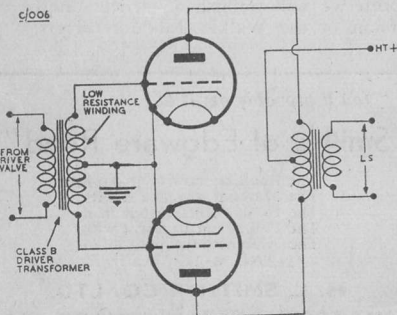 C/006
LOW
RESISTANCE
WINDING
HT+
FROM
DRIVER
VALVE
LS
CLASS B
DRIVER
TRANSFORMER